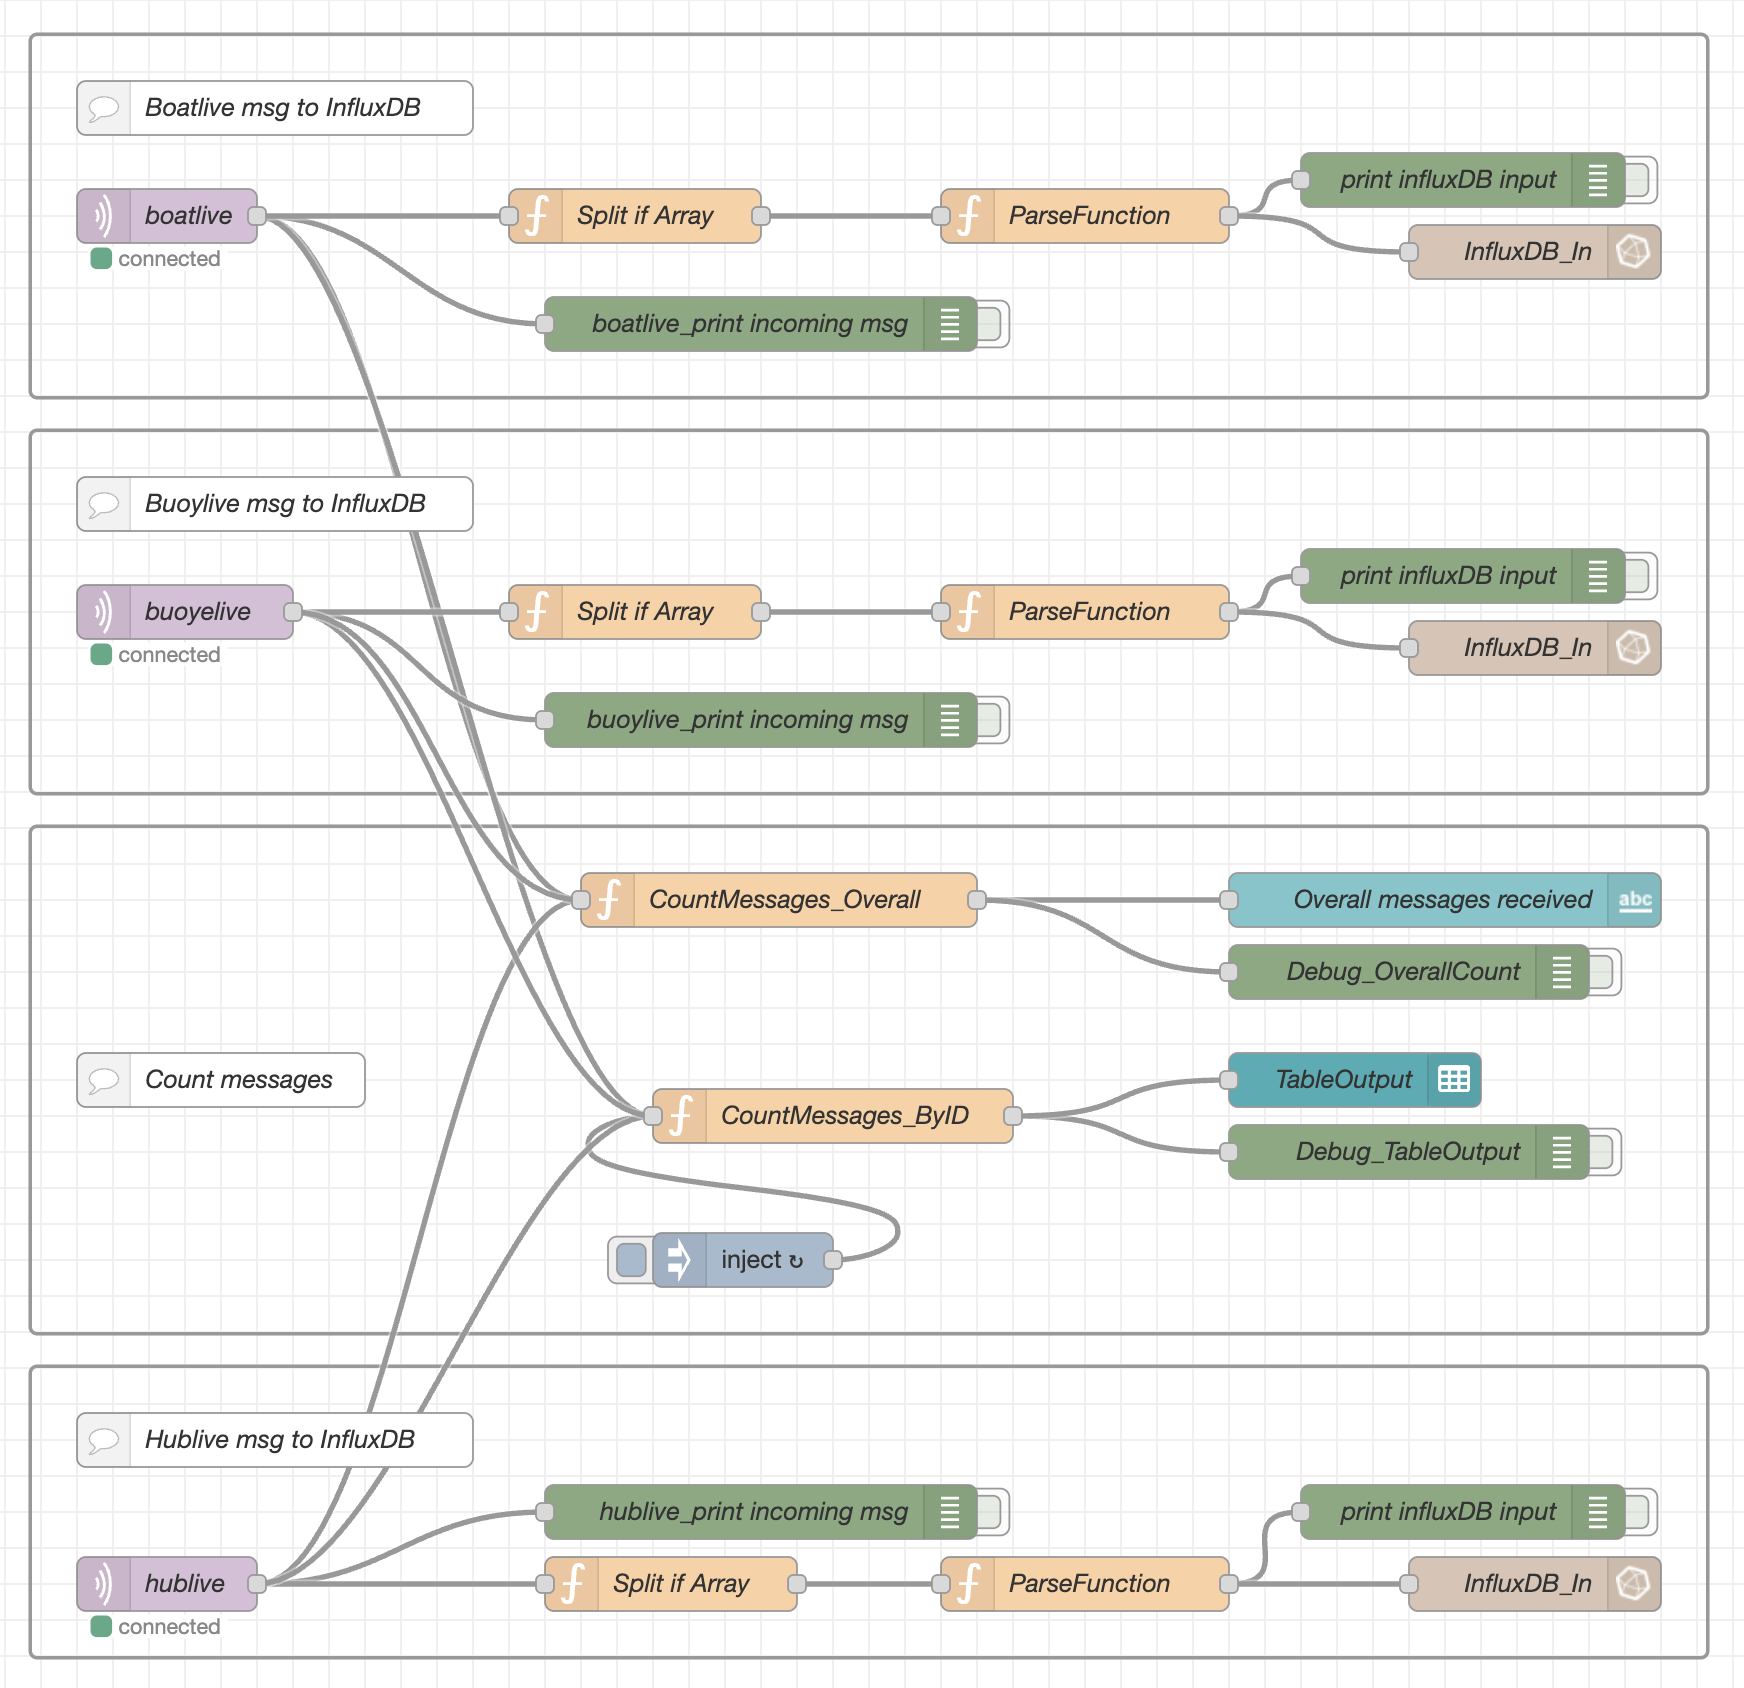 Boatlive msg to InfluxDB
print influxDB input
boatlive
Split if Array
ParseFunction
InfluxDB_In
connected
boatlive_print incoming msg
Buoylive msg to InfluxDB
print influxDB input
buoyelive
Split if Array
ParseFunction
InfluxDB_In
connected
buoylive_print incoming msg
CountMessages_Overall
Overall messages received
abc
Debug_OverallCount
Count messages
TableOutput
CountMessages_ByID
Debug_TableOutput
inject ↻
Hublive msg to InfluxDB
hublive_print incoming msg
print influxDB input
hublive
Split if Array
ParseFunction
InfluxDB_In
connected